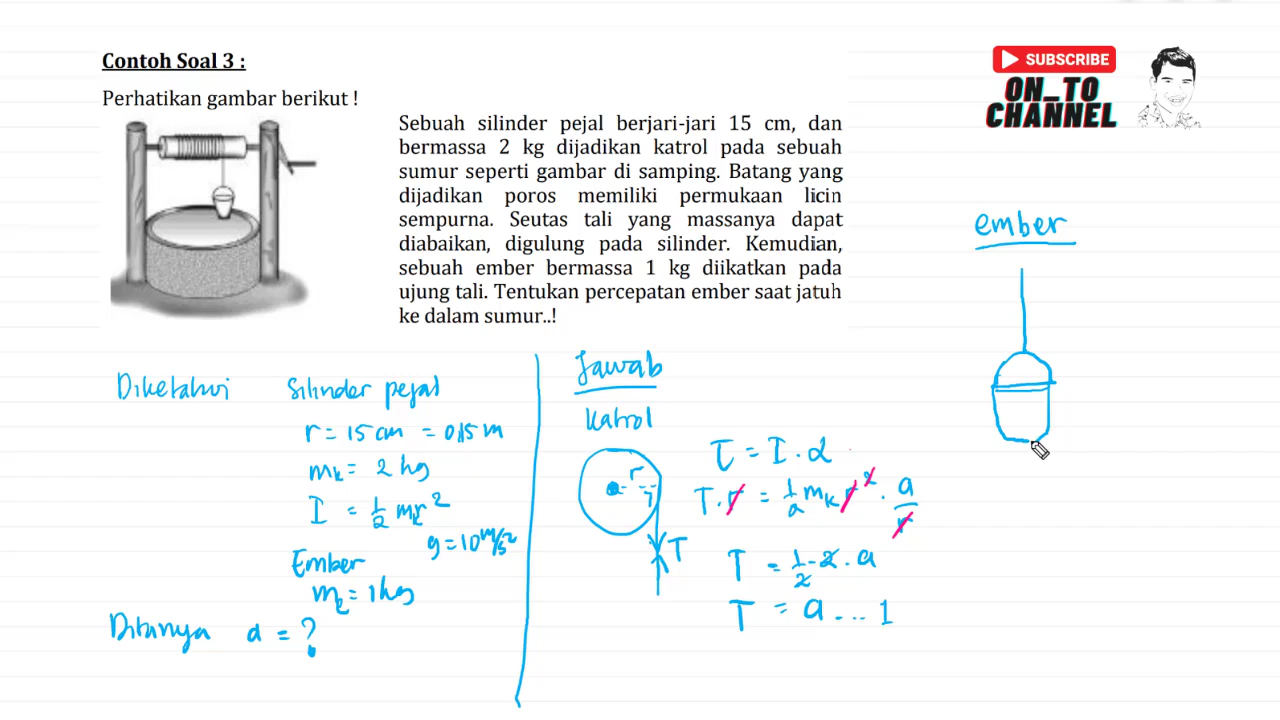 Contoh Soal 3 :
Perhatikan gambar berikut !
Sebuah silinder pejal berjari-jari 15 cm, dan
bermassa 2 kg dijadikan katrol pada sebuah
sumur seperti gambar di samping. Batang yang
dijadikan poros memiliki permukaan licin
sempurna. Seutas tali yang massanya dapat
diabaikan, digulung pada silinder. Kemudian,
sebuah ember bermassa 1 kg diikatkan pada
ujung tali. Tentukan percepatan ember saat jatuh
ke dalam sumur..!
SUBSCRIBE
ON_TO
CHANNEL
ember
Diketahui Silinder pejal
r = 15 cm = 0,15 m
mk = 2 kg
I = 1/2 mk r²
g = 10 m/s²
Ember
= 1 kg
Ditanya a = ?
Jawab
Katrol
r
T
τ = I . α
T . r = 1/2 mk r² . a/r
T = 1/2 - 2 . a
T = a ... 1